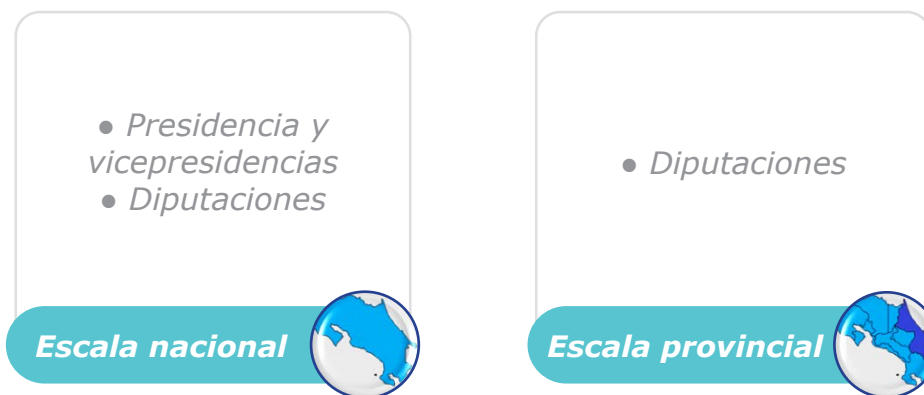 ● Presidencia y
vicepresidencias
● Diputaciones
Escala nacional
● Diputaciones
Escala provincial